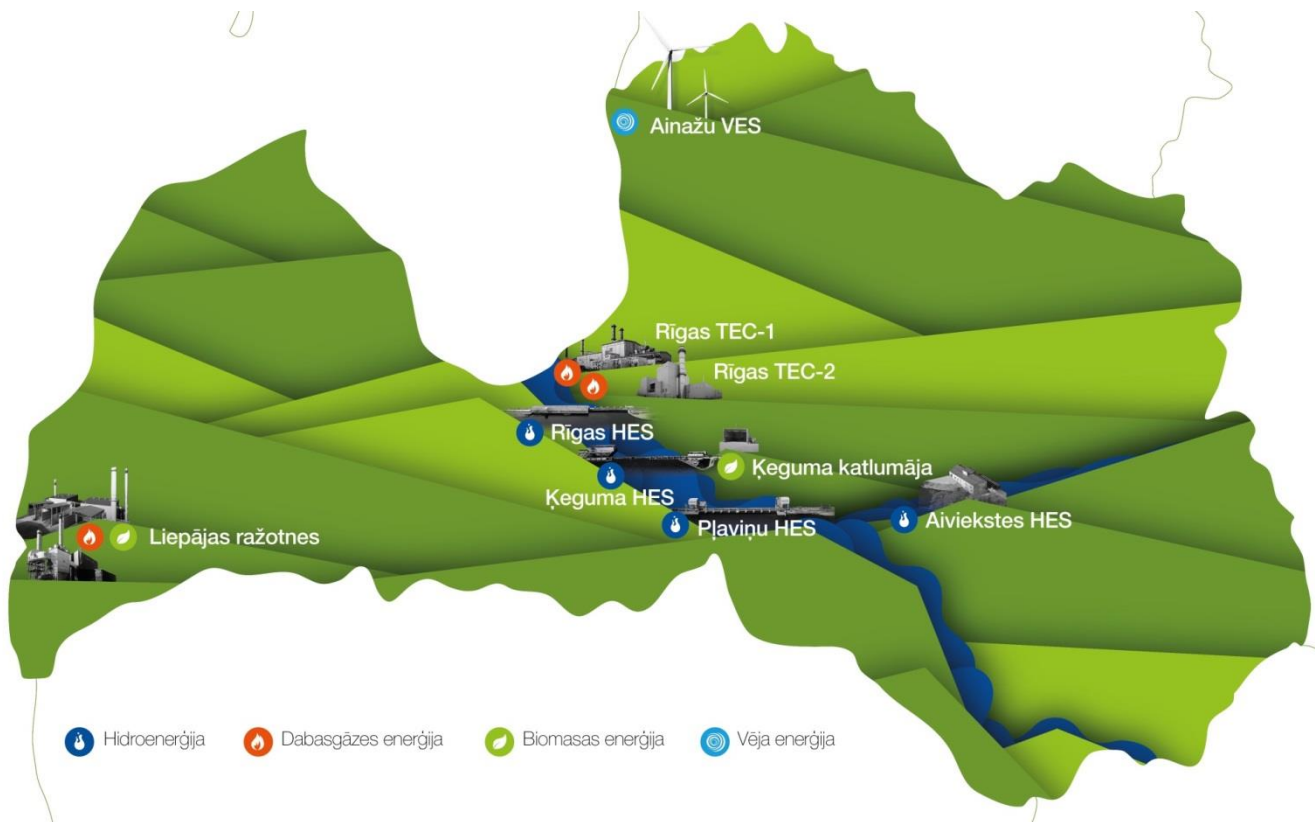 Ainažu VES
Rīgas TEC-1
Rīgas TEC-2
Rīgas HES
Ķeguma katlumāja
Ķeguma HES
Pļaviņu HES
Aiviekstes HES
Liepājas ražotnes
Hidroenerģija
Dabasgāzes enerģija
Biomasas enerģija
Vēja enerģija